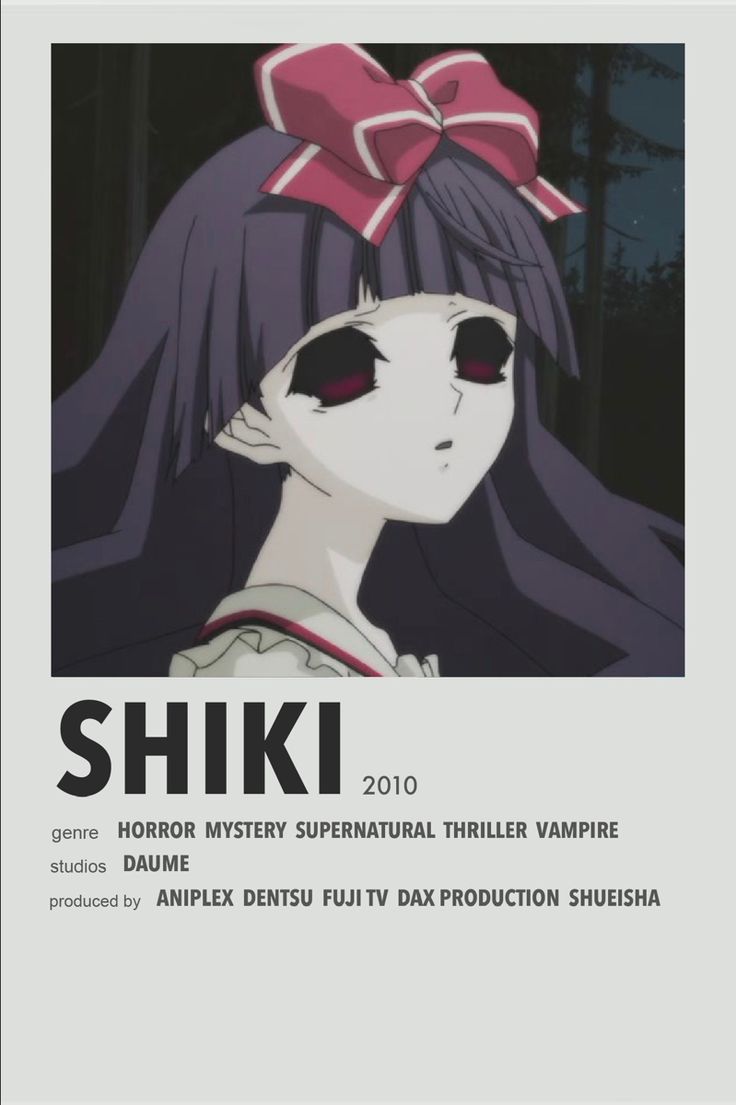 SHIKI 2010
genre HORROR MYSTERY SUPERNATURAL THRILLER VAMPIRE
studios DAUME
produced by ANIPLEX DENTSU FUJI TV DAX PRODUCTION SHUEISHA